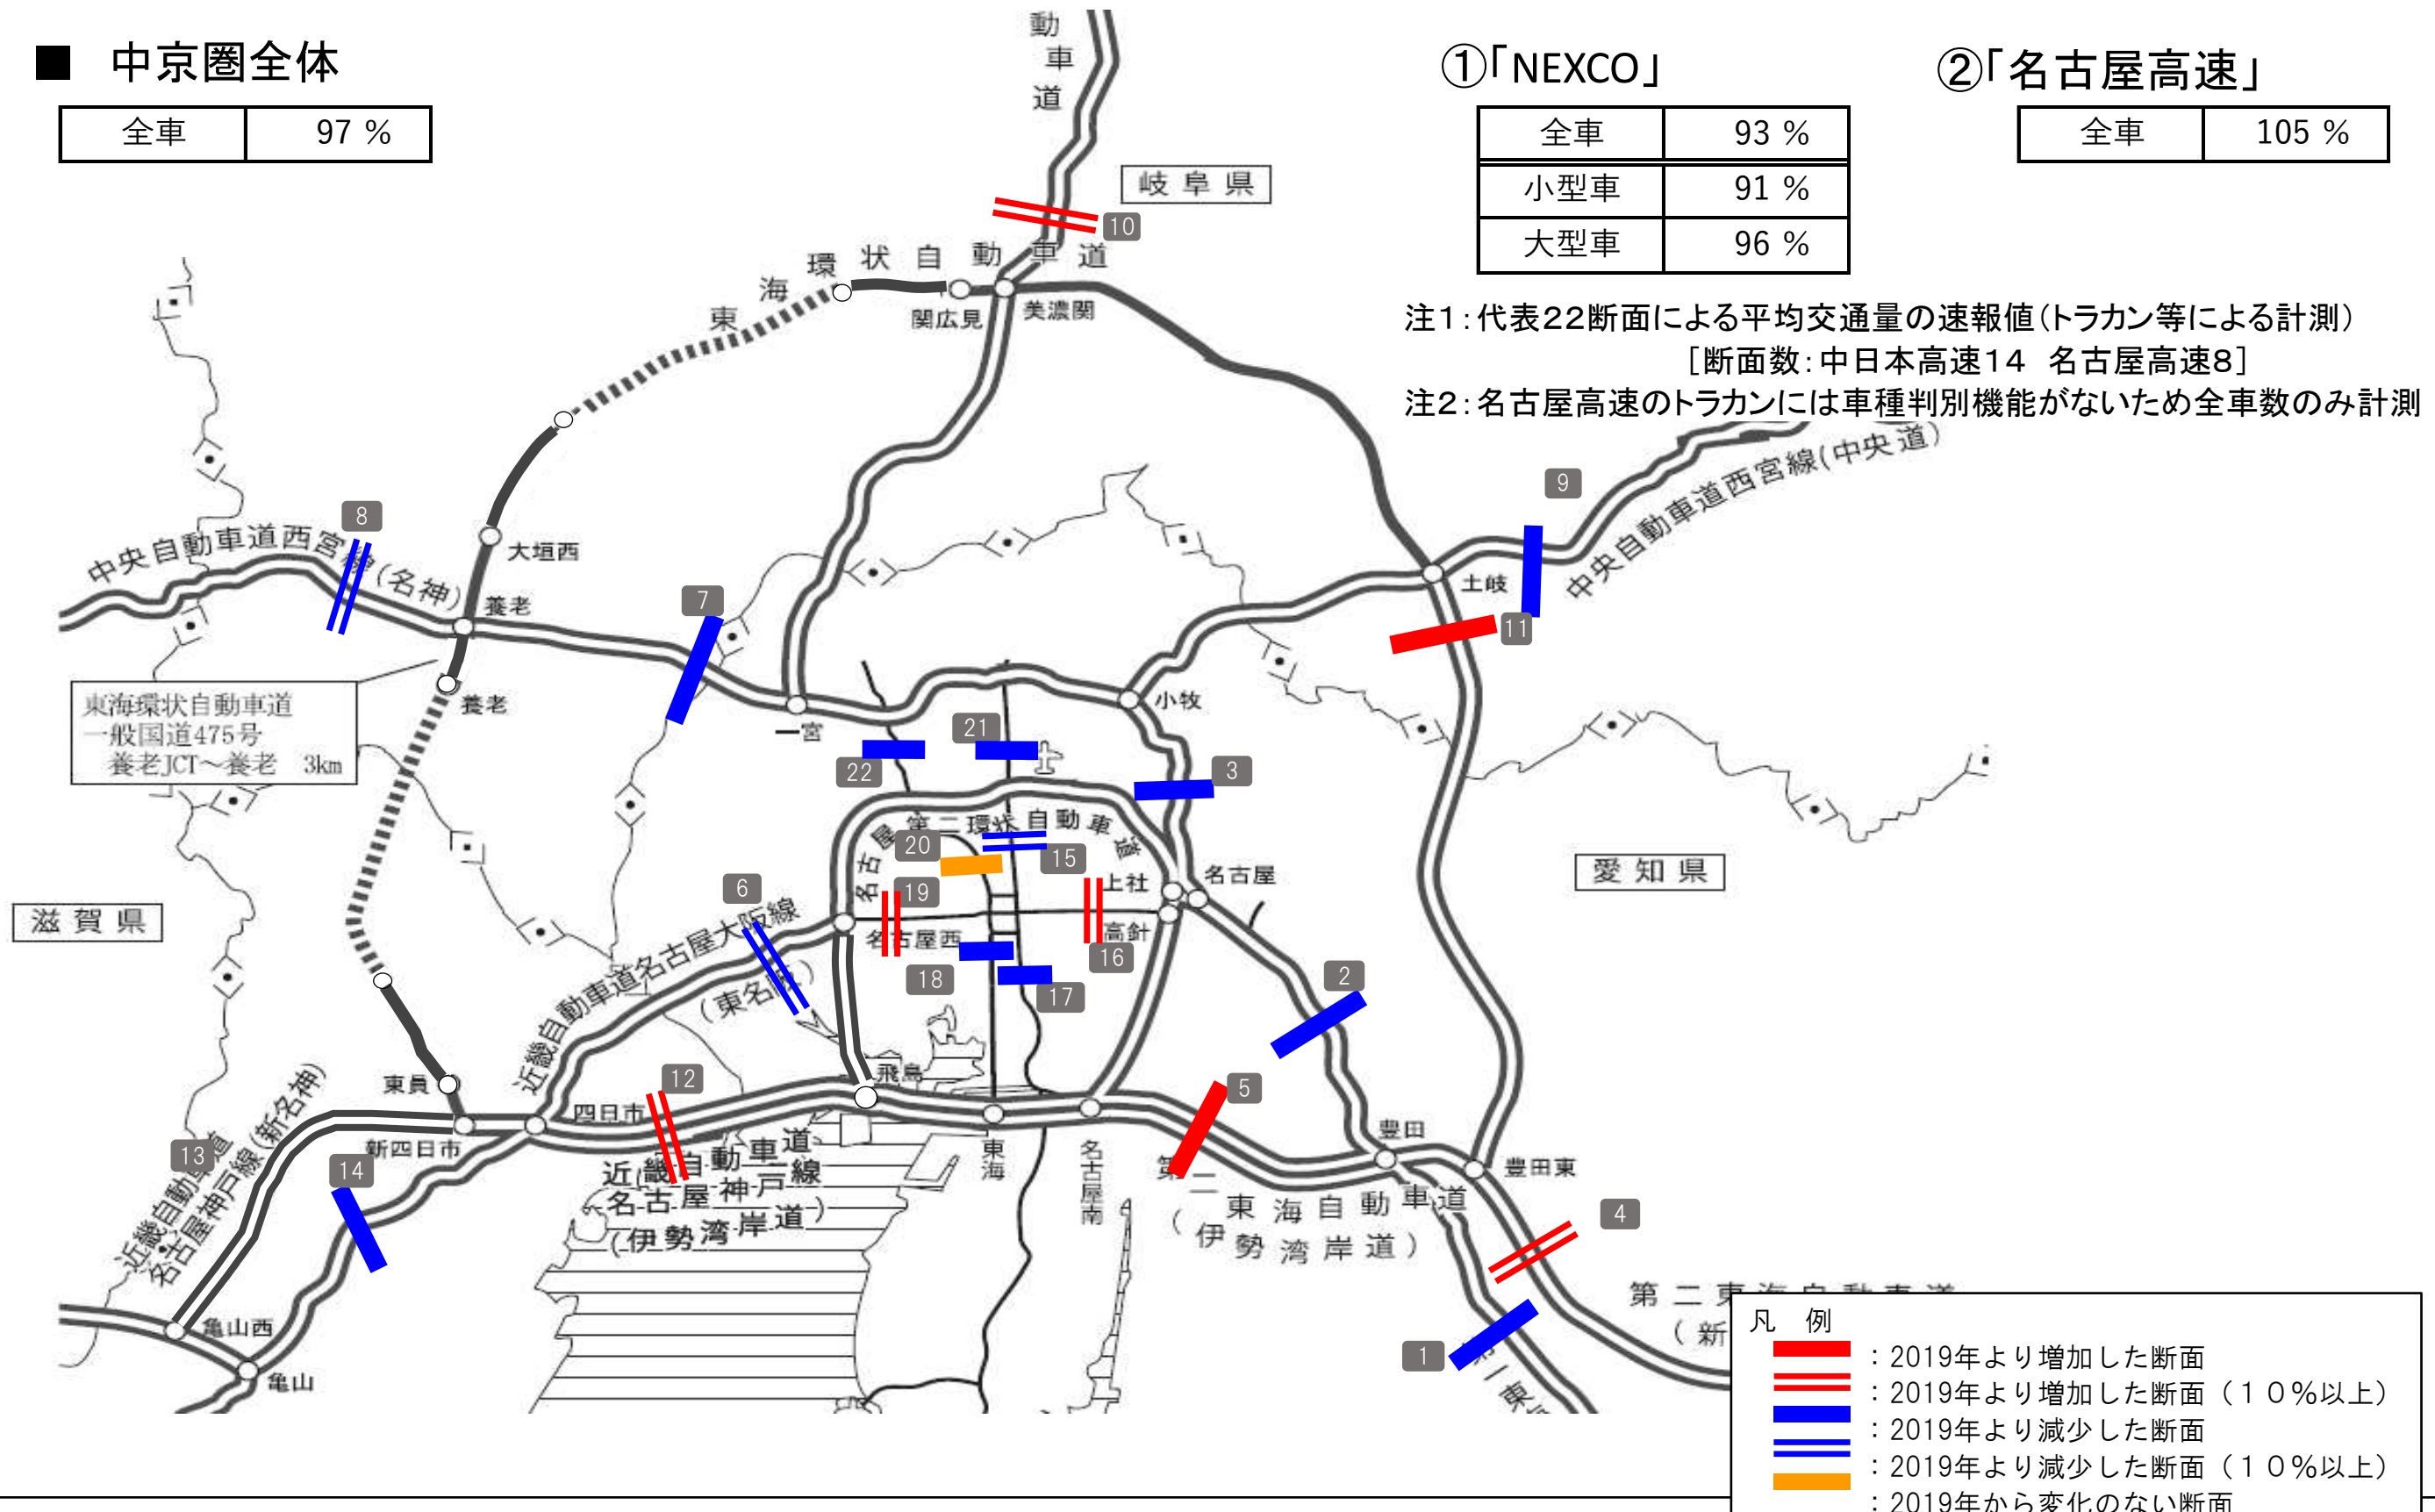 ■ 中京圏全体
全車 97 %
①「NEXCO」
全車 93 %
小型車 91 %
大型車 96 %
②「名古屋高速」
全車 105 %
注1：代表22断面による平均交通量の速報値（トラカン等による計測）
［断面数：中日本高速14 名古屋高速8］
注2：名古屋高速のトラカンには車種判別機能がないため全車数のみ計測
動車道
岐阜県
10
東海環状自動車道
関広見
美濃関
9
中央自動車道西宮線(中央道)
8
中央自動車道西宮線(名神)
大垣西
養老
7
土岐
11
東海環状自動車道
一般国道475号
養老JCT～養老 3km
養老
一宮
小牧
21
22
3
名古屋第二環状自動車道
20
15
上社
名古屋
愛知県
滋賀県
6
19
名古屋西
高針
16
近畿自動車道名古屋大阪線
(東名阪)
18
17
2
飛島
東員
12
四日市
5
新四日市
13
近畿自動車道
名古屋神戸線(新名神)
14
近畿自動車道
名古屋神戸線
(伊勢湾岸道)
東海
名古屋南
豊田
豊田東
第二東海自動車道
(伊勢湾岸道)
4
亀山西
亀山
1
第一東
第二東海自動車道
(新
凡 例
：2019年より増加した断面
：2019年より増加した断面（１０％以上）
：2019年より減少した断面
：2019年より減少した断面（１０％以上）
：2019年から変化のない断面